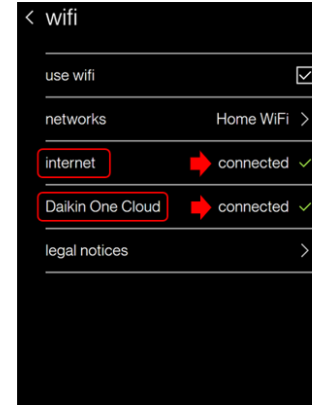 wifi
use wifi
networks Home WiFi
internet connected
Daikin One Cloud connected
legal notices